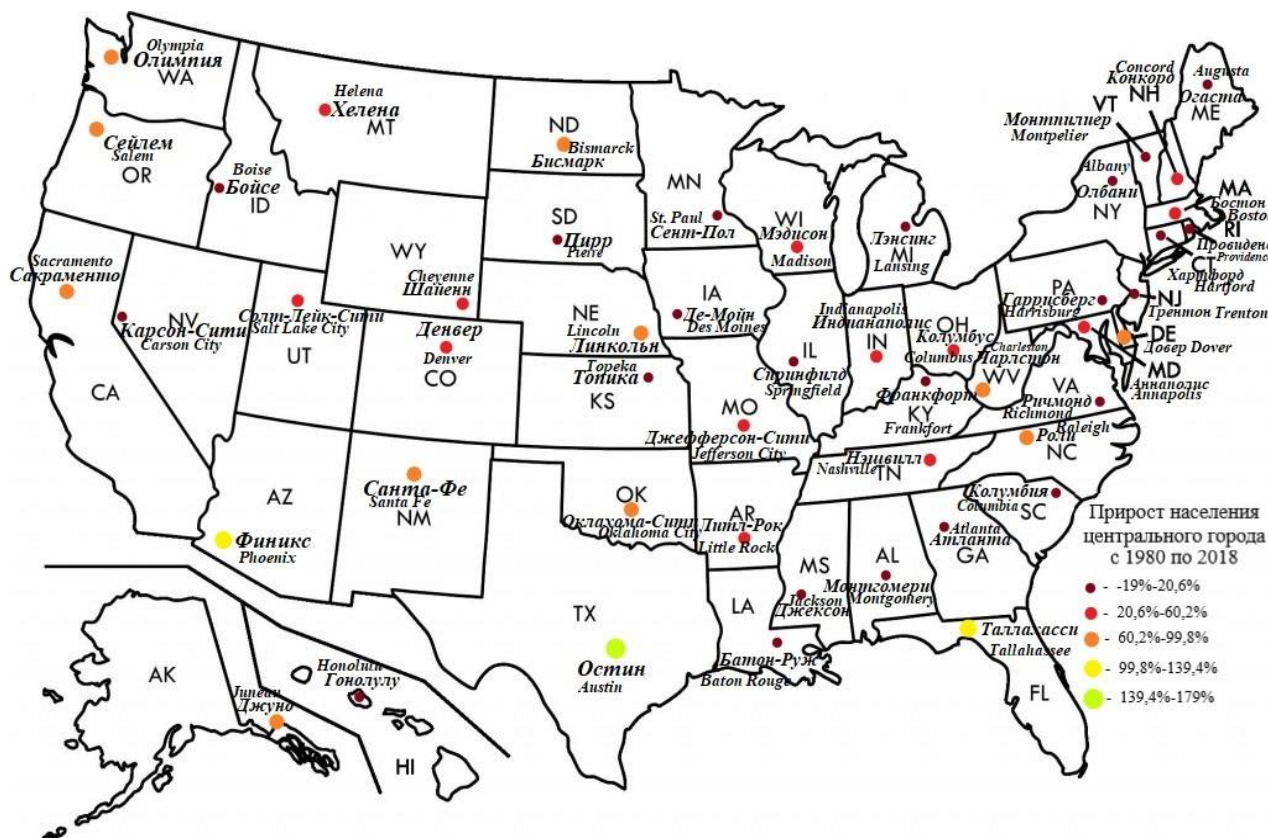 Olympia
Олимпия
WA
Сейлем
Salem
OR
Boise
Бойсе
ID
Helena
Хелена
MT
WY
Cheyenne
Шайенн
Sacramento
Сакраменто
CA
NV
Карсон-Сити
Carson City
Солт-Лейк-Сити
Salt Lake City
UT
Денвер
Denver
CO
AZ
Финикс
Phoenix
Санта-Фе
Santa Fe
NM
ND
Bismarck
Бисмарк
SD
Пирр
Pierre
NE
Lincoln
Линкольн
Topeka
Топика
KS
OK
Оклахома-Сити
Oklahoma City
TX
Остин
Austin
MN
St. Paul
Сент-Пол
IA
Де-Мойн
Des Moines
MO
Джефферсон-Сити
Jefferson City
AR
Литл-Рок
Little Rock
LA
Батон-Руж
Baton Rouge
WI
Мэдисон
Madison
IL
Спринфилд
Springfield
Лэнсинг
MI
Lansing
Indianapolis
Индианаполис
IN
OH
Колумбус
Columbus
Франкфорт
KY
Frankfort
Нэшвилл
Nashville
TN
MS
Jackson
Джексон
AL
Монтгомери
Montgomery
Atlanta
Атланта
GA
Таллахасси
Tallahassee
FL
Колумбия
Columbia
SC
Raleigh
Роли
NC
VA
Ричмонд
Richmond
Charleston
Чарлстон
WV
PA
Гаррисберг
Harrisburg
Albany
Олбани
NY
VT
Монтпилиер
Montpelier
Concord
Конкорд
NH
Augusta
Огаста
ME
MA
Бостон
Boston
RI
Провиденс
Providence
CT
Хартфорд
Hartford
NJ
Трентон Trenton
DE
Довер Dover
MD
Аннаполис
Annapolis
AK
Juneau
Джуно
Honolulu
Гонолулу
HI
Прирост населения
центрального города
с 1980 по 2018
- -19%-20,6%
- 20,6%-60,2%
- 60,2%-99,8%
- 99,8%-139,4%
- 139,4%-179%